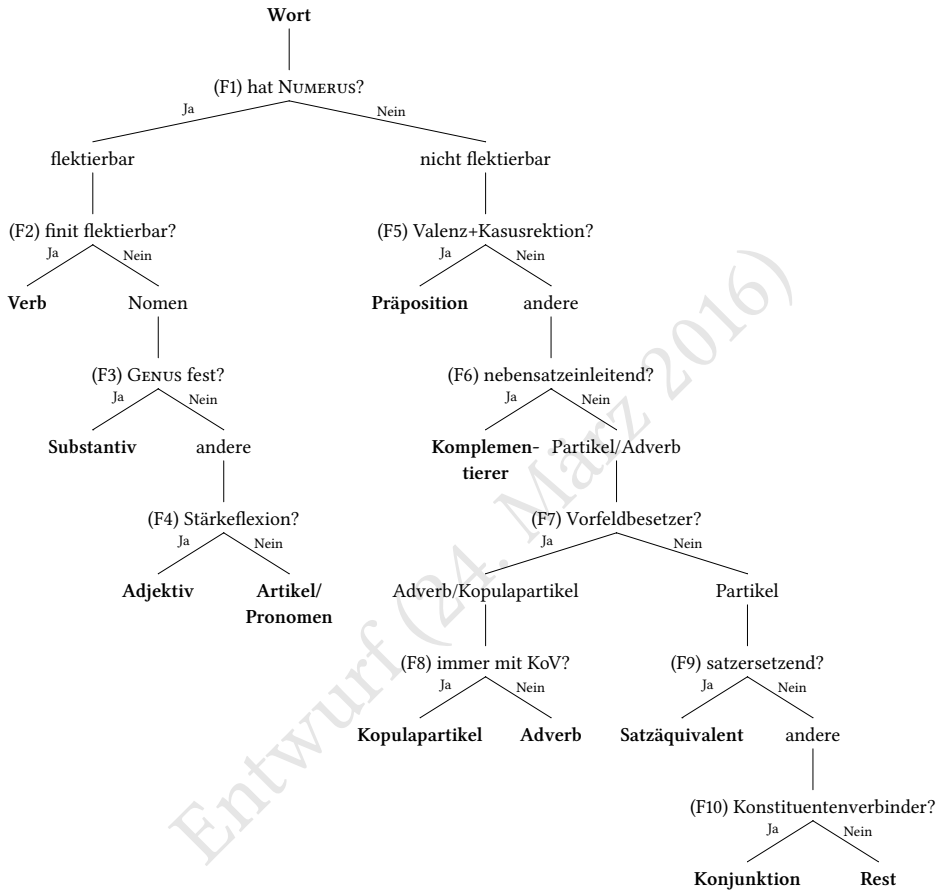 Wort
(F1) hat Numerus?
Ja Nein
flektierbar nicht flektierbar
(F2) finit flektierbar? (F5) Valenz+Kasusrektion?
Ja Nein Ja Nein
Verb Nomen Präposition andere
(F3) Genus fest? (F6) nebensatzeinleitend?
Ja Nein Ja Nein
Substantiv andere Komplemen- Partikel/Adverb
tierer
(F4) Stärkeflexion? (F7) Vorfeldbesetzer?
Ja Nein Ja Nein
Adjektiv Artikel/ Adverb/Kopulapartikel Partikel
Pronomen
(F8) immer mit KoV? (F9) satzersetzend?
Ja Nein Ja Nein
Kopulapartikel Adverb Satzäquivalent andere
(F10) Konstituentenverbinder?
Ja Nein
Konjunktion Rest
Entwurf (24. März 2016)